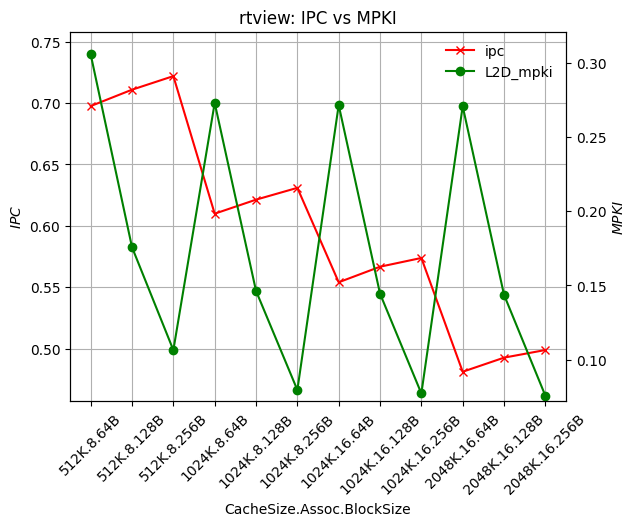 rtview: IPC vs MPKI
ipc
L2D_mpki
0.75
0.70
0.65
0.60
0.55
0.50
IPC
0.30
0.25
0.20
0.15
0.10
MPKI
512K.8.64B
512K.8.128B
512K.8.256B
1024K.8.64B
1024K.8.128B
1024K.8.256B
1024K.16.64B
1024K.16.128B
1024K.16.256B
2048K.16.64B
2048K.16.128B
2048K.16.256B
CacheSize.Assoc.BlockSize